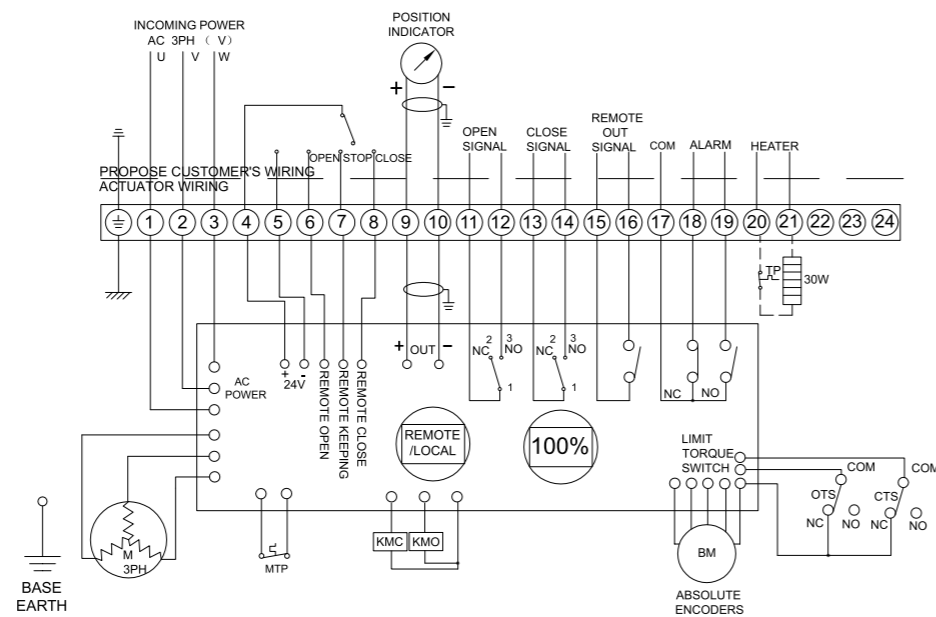 POSITION
INDICATOR
INCOMING POWER
AC 3PH ( V)
U V W
+ −
OPEN SIGNAL
CLOSE SIGNAL
REMOTE OUT SIGNAL
COM ALARM HEATER
OPEN STOP CLOSE
PROPOSE CUSTOMER'S WIRING
ACTUATOR WIRING
1 2 3 4 5 6 7 8 9 10 11 12 13 14 15 16 17 18 19 20 21 22 23 24
TP
30W
+ OUT −
2 3
NC NO
1
2 3
NC NO
1
AC
POWER
+ -
24V
REMOTE OPEN
REMOTE KEEPING
REMOTE CLOSE
NC NO
REMOTE
/LOCAL
100%
LIMIT
TORQUE
SWITCH
COM
COM
OTS
CTS
NC NO
NC NO
KMC KMO
MTP
M
3PH
BM
BASE
EARTH
ABSOLUTE
ENCODERS